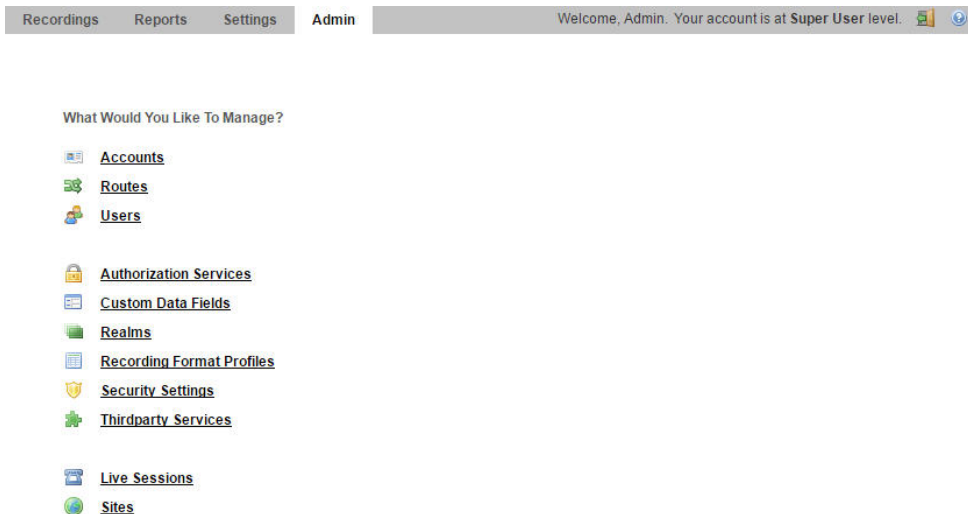 Recordings Reports Settings Admin Welcome, Admin. Your account is at Super User level.
What Would You Like To Manage?
Accounts
Routes
Users
Authorization Services
Custom Data Fields
Realms
Recording Format Profiles
Security Settings
Thirdparty Services
Live Sessions
Sites